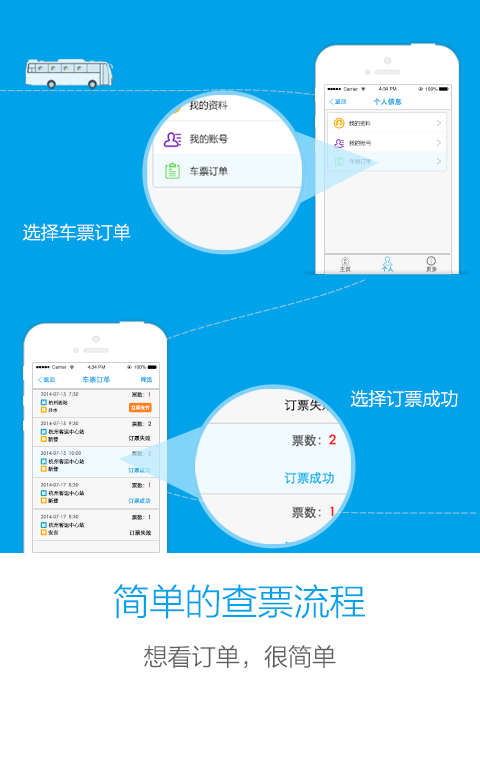 我的资料
我的账号
车票订单
选择车票订单
Carrier
4:34 PM
100%
返回
个人信息
我的资料
我的账号
车票订单
主页
个人
更多
Carrier
4:34 PM
100%
返回
车票订单
筛选
2014-07-15 7:30
票数：1
杭州西站
分水
立即支付
2014-07-15 9:30
票数：2
杭州客运中心站
新登
订票失败
2014-07-15 10:00
票数：2
杭州客运中心站
新登
订票成功
2014-07-17 8:30
票数：1
杭州客运中心站
新登
订票成功
2014-07-17 8:30
票数：1
杭州客运中心站
安吉
订票失败
订票失败
票数：2
订票成功
票数：1
选择订票成功
简单的查票流程
想看订单，很简单